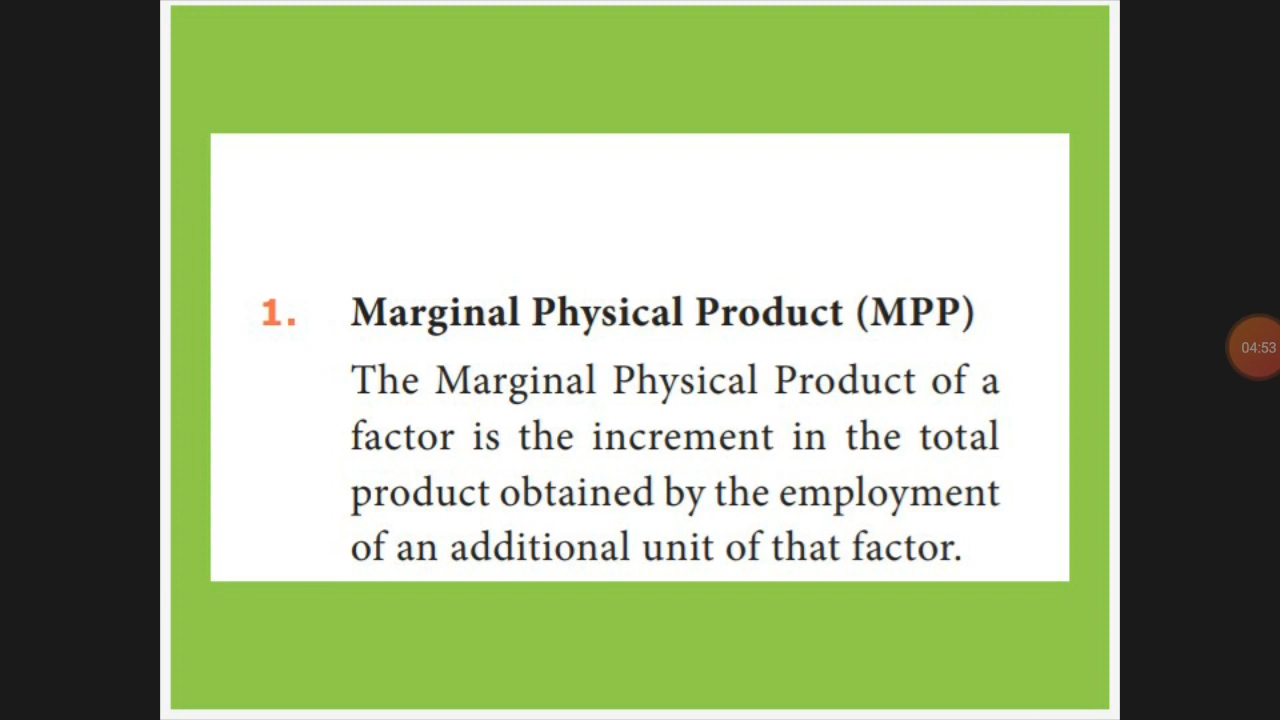 1. Marginal Physical Product (MPP)
The Marginal Physical Product of a
factor is the increment in the total
product obtained by the employment
of an additional unit of that factor.
04:53